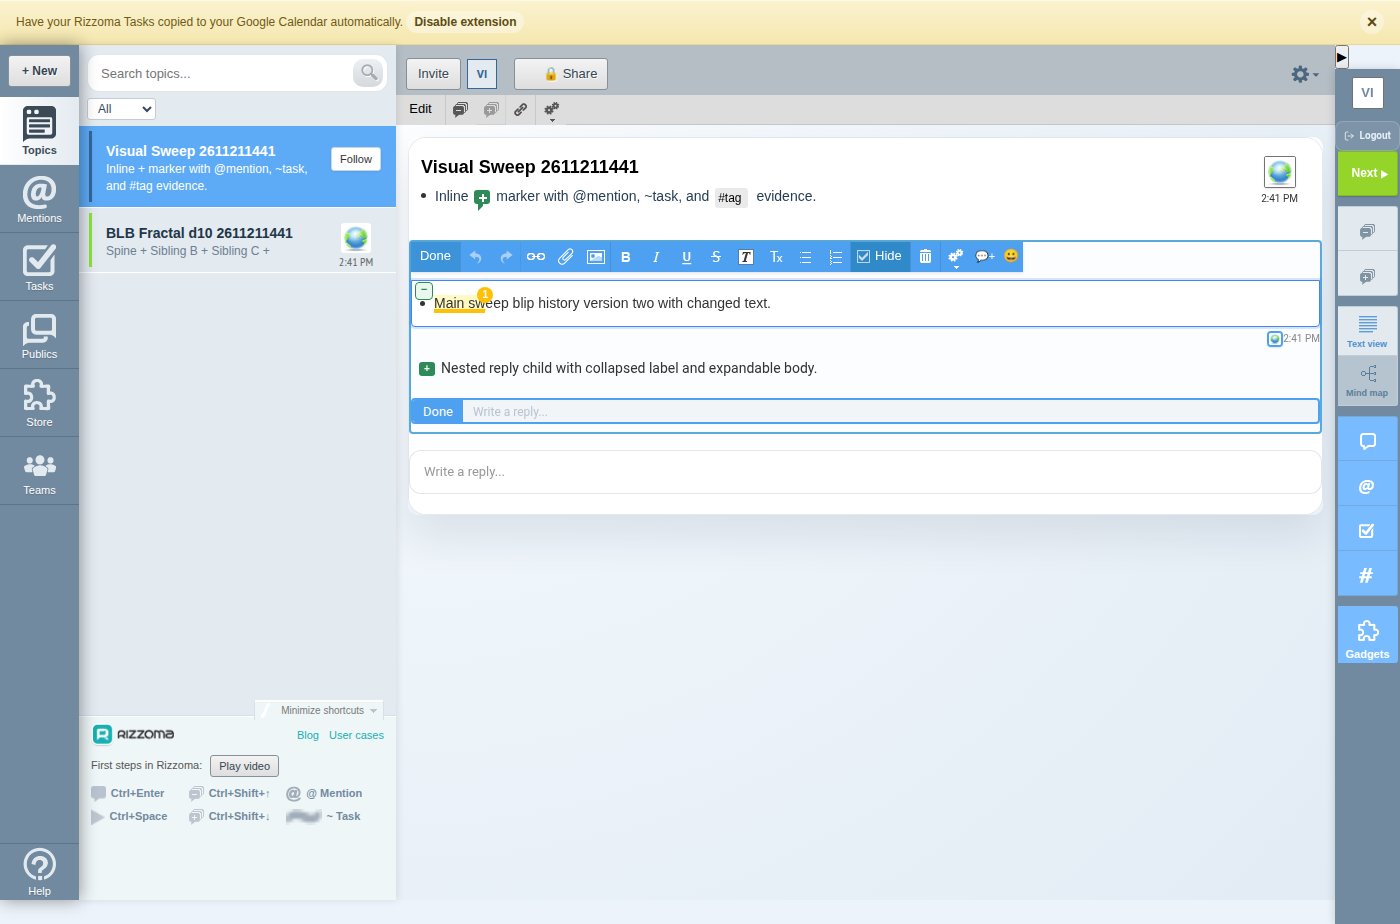 Have your Rizzoma Tasks copied to your Google Calendar automatically. Disable extension ✕
+ New
Topics
Mentions
Tasks
Publics
Store
Teams
Help
Search topics...
All
Visual Sweep 2611211441
Inline + marker with @mention, ~task,
and #tag evidence.
Follow
BLB Fractal d10 2611211441
Spine + Sibling B + Sibling C +
2:41 PM
Minimize shortcuts
RIZZOMA
Blog User cases
First steps in Rizzoma: Play video
Ctrl+Enter Ctrl+Shift+↑ @ Mention
Ctrl+Space Ctrl+Shift+↓ ~ Task
Invite VI 🔒 Share
Edit
Visual Sweep 2611211441
• Inline + marker with @mention, ~task, and #tag evidence.
2:41 PM
Done B I U S T Tx Hide
1
• Main sweep blip history version two with changed text.
2:41 PM
+ Nested reply child with collapsed label and expandable body.
Done Write a reply...
Write a reply...
▶
VI
Logout
Next ▶
Text view
Mind map
@
#
Gadgets